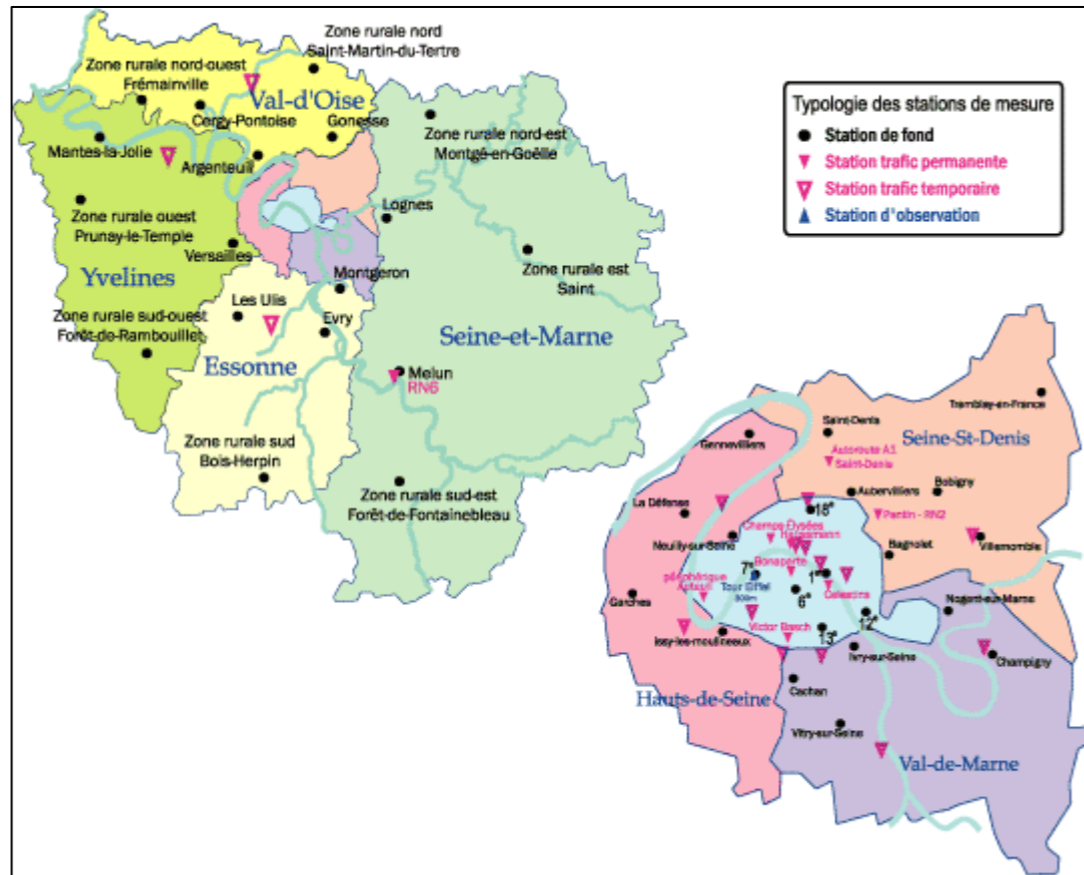 Zone rurale nord
Saint-Martin-du-Tertre
Zone rurale nord-ouest
Frémainville
Val-d'Oise
Cergy-Pontoise
Gonesse
Mantes-la-Jolie
Argenteuil
Zone rurale nord-est
Montgé-en-Goëlle
Lognes
Zone rurale ouest
Prunay-le-Temple
Versailles
Zone rurale est
Saint
Yvelines
Montgeron
Les Ulis
Zone rurale sud-ouest
Forêt-de-Rambouillet
Evry
Seine-et-Marne
Essonne
Melun
RN6
Zone rurale sud
Bois-Herpin
Zone rurale sud-est
Forêt-de-Fontainebleau
Typologie des stations de mesure
Station de fond
Station trafic permanente
Station trafic temporaire
Station d'observation
Tremblay-en-France
Saint-Denis
Gennevilliers
Seine-St-Denis
Autoroute A1
Saint-Denis
Aubervilliers
Bobigny
La Défense
18e
Pantin - RN2
Champs-Élysées
Haussmann
Neuilly-sur-Seine
Villemomble
Bagnolet
Bonaparte
7e
1er
périphérique
Auteuil
Tour Eiffel
300m
6e
Celestins
Garches
Nogent-sur-Marne
12e
Victor Basch
13e
Issy-les-moulineaux
Ivry-sur-Seine
Champigny
Cachan
Hauts-de-Seine
Vitry-sur-Seine
Val-de-Marne